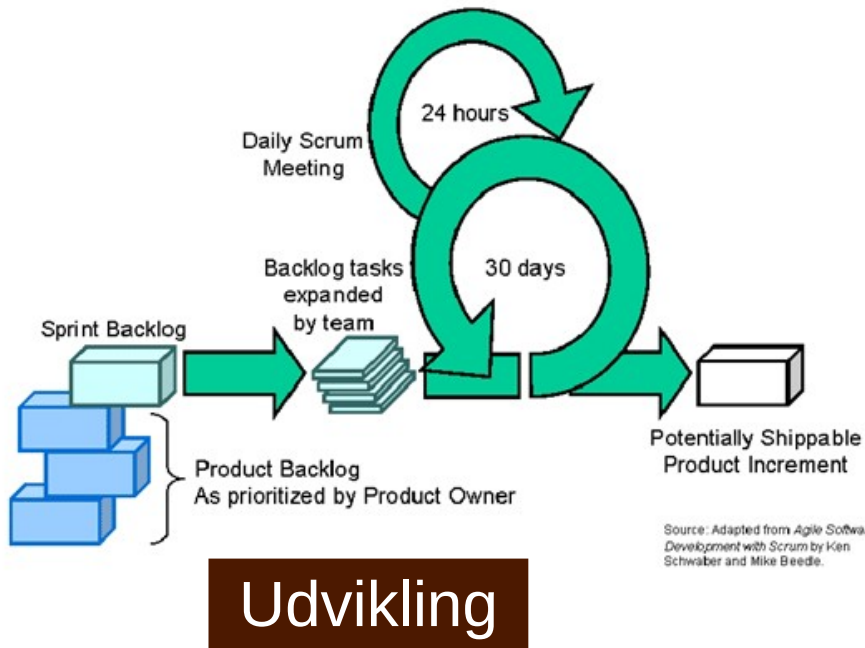 24 hours
Daily Scrum
Meeting
Backlog tasks
expanded
by team
30 days
Sprint Backlog
Potentially Shippable
Product Increment
Product Backlog
As prioritized by Product Owner
Source: Adapted from Agile Softwa
Development with Scrum by Ken
Schwaber and Mike Beedle.
Udvikling